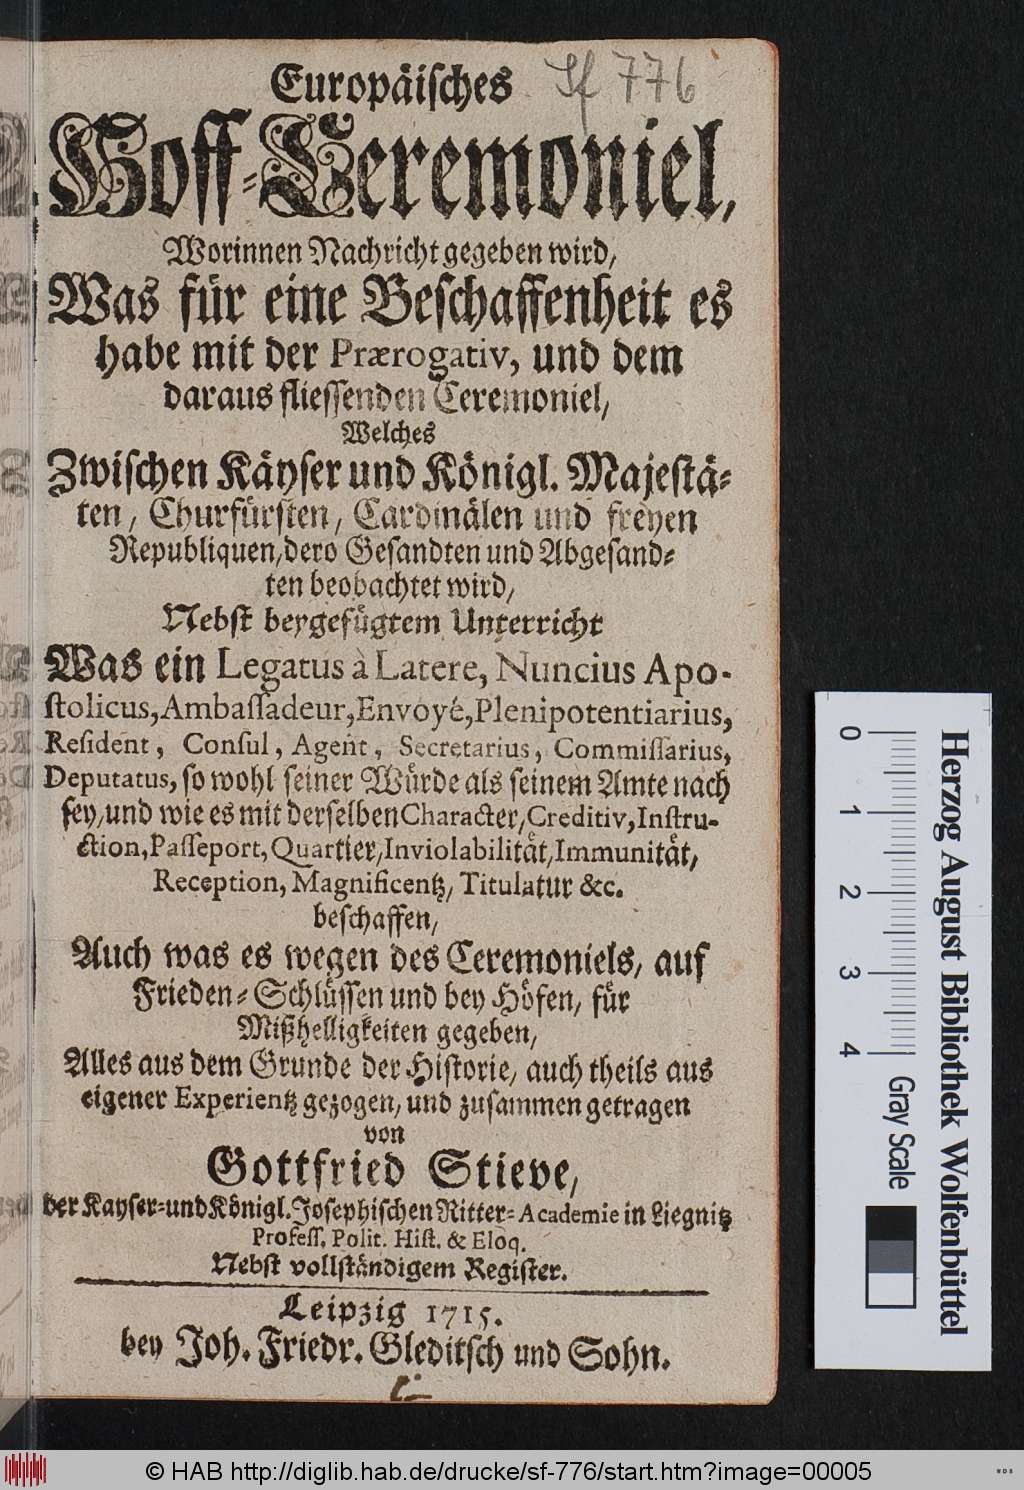 Sf 776
Europäisches
Hoff-Ceremoniel,
Worinnen Nachricht gegeben wird,
Was für eine Beschaffenheit es
habe mit der Prærogativ, und dem
daraus fliessenden Ceremoniel,
Welches
Zwischen Käyser und Königl. Majestä-
ten, Churfürsten, Cardinälen und freyen
Republiquen, dero Gesandten und Abgesand-
ten beobachtet wird,
Nebst beygefügtem Unterricht
Was ein Legatus à Latere, Nuncius Apo-
stolicus, Ambassadeur, Envoyé, Plenipotentiarius,
Resident, Consul, Agent, Secretarius, Commissarius,
Deputatus, so wohl seiner Würde als seinem Amte nach
sey, und wie es mit derselben Character, Creditiv, Instru-
ction, Passeport, Quartier, Inviolabilität, Immunität,
Reception, Magnificentz, Titulatur &c.
beschaffen,
Auch was es wegen des Ceremoniels, auf
Frieden-Schlüssen und bey Höfen, für
Mißhelligkeiten gegeben,
Alles aus dem Grunde der Historie, auch theils aus
eigener Experientz gezogen, und zusammen getragen
von
Gottfried Stieve,
der Kayser- und Königl. Josephischen Ritter-Academie in Liegnitz
Profess. Polit. Hist. & Eloq.
Nebst vollständigem Register.
Leipzig 1715.
bey Joh. Friedr. Gleditsch und Sohn.
0 1 2 3 4
Gray Scale
Herzog August Bibliothek Wolfenbüttel
© HAB http://diglib.hab.de/drucke/sf-776/start.htm?image=00005